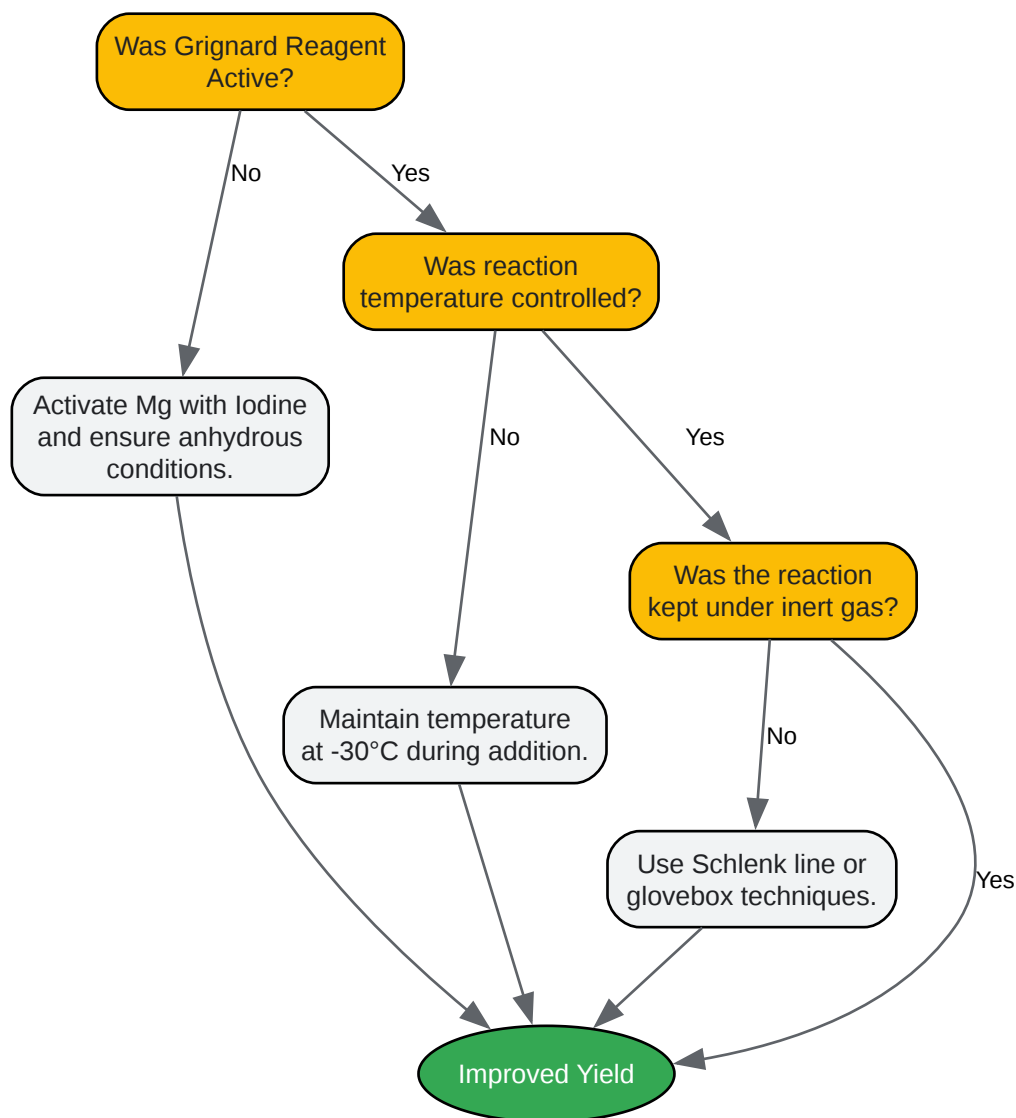 Was Grignard Reagent
Active?
No
Yes
Was reaction
temperature controlled?
Activate Mg with Iodine
and ensure anhydrous
conditions.
No
Yes
Was the reaction
kept under inert gas?
Maintain temperature
at -30°C during addition.
No
Use Schlenk line or
glovebox techniques.
Yes
Improved Yield